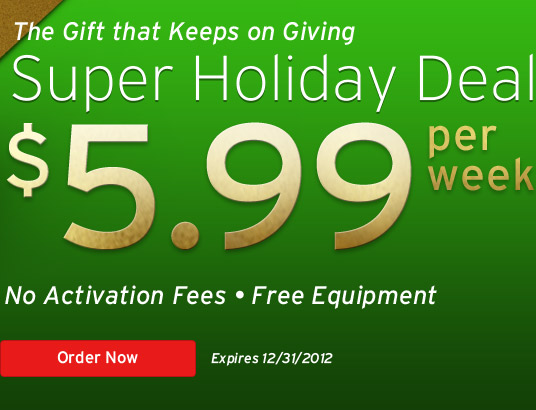 The Gift that Keeps on Giving
Super Holiday Deal
$5.99 per week
No Activation Fees • Free Equipment
Order Now
Expires 12/31/2012